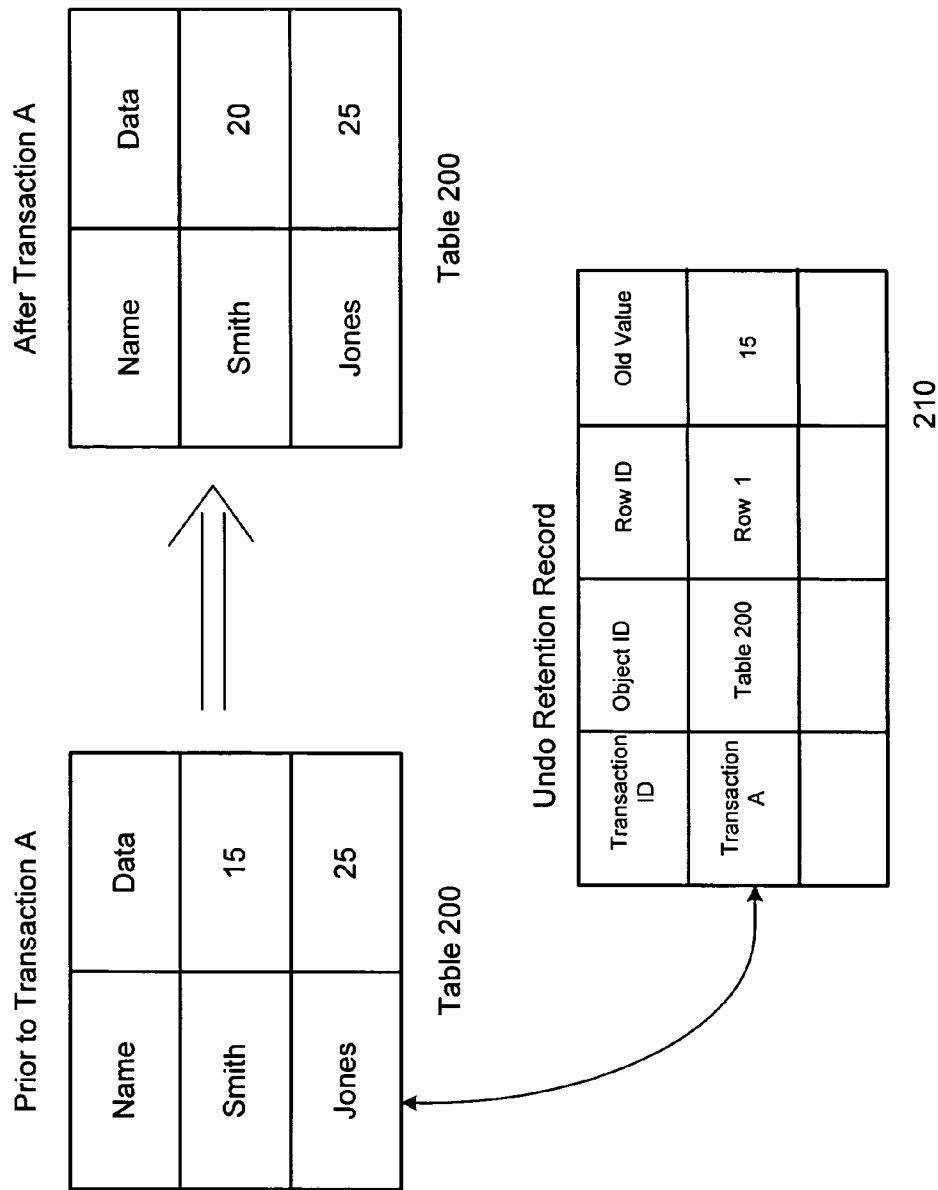 Prior to Transaction A
Name Data
Smith 15
Jones 25
Table 200
After Transaction A
Name Data
Smith 20
Jones 25
Table 200
Undo Retention Record
Transaction ID Object ID Row ID Old Value
Transaction A Table 200 Row 1 15
210